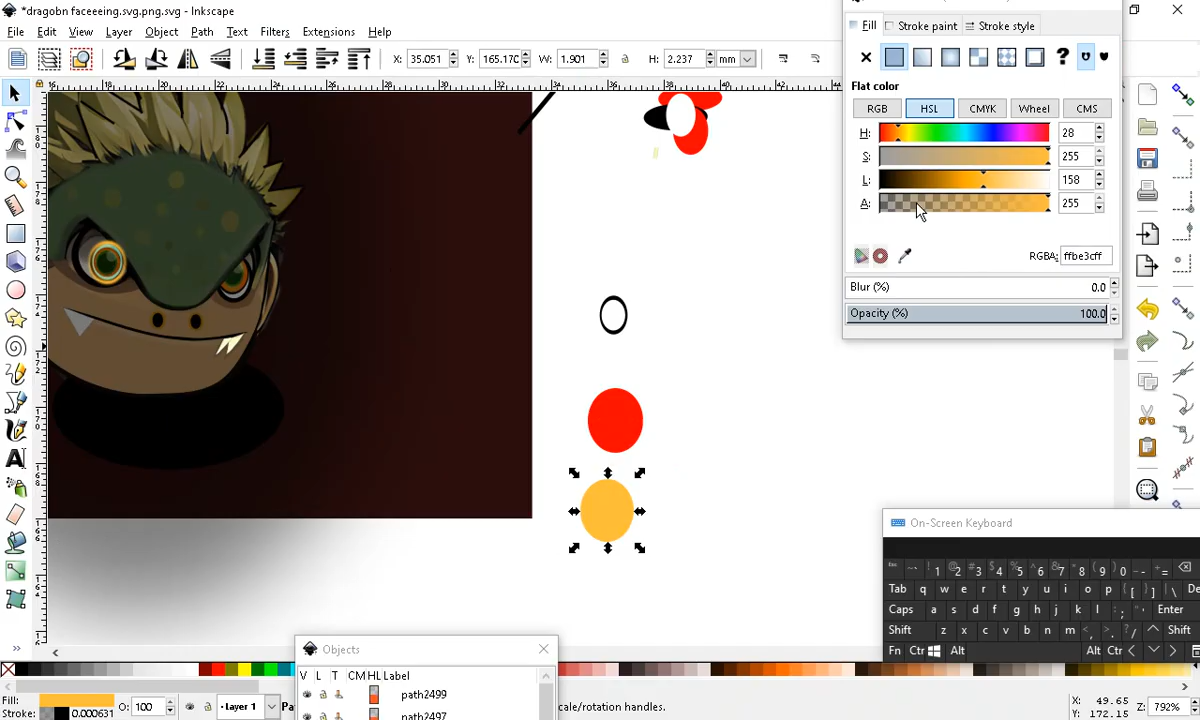 *dragobn faceeeing.svg.png.svg - Inkscape
File Edit View Layer Object Path Text Filters Extensions Help
X: 35.051 Y: 165.170 W: 1.901 H: 2.237 mm
Fill Stroke paint Stroke style
Flat color
RGB HSL CMYK Wheel CMS
H: 28
S: 255
L: 158
A: 255
RGBA: ffbe3cff
Blur (%) 0.0
Opacity (%) 100.0
On-Screen Keyboard
Tab q w e r t y u i o p { [ } ] | \ De
Caps a s d f g h j k l : ; " ' Enter
Shift z x c v b n m < , > . ? / Shift
Fn Ctr Alt Alt Ctr
Objects
V L T CM HL Label
path2499
path2497
Fill: Stroke: 0.000631 O: 100 Layer 1 Pa cale/rotation handles. X: 49.65 Y: 172.15 Z: 792%